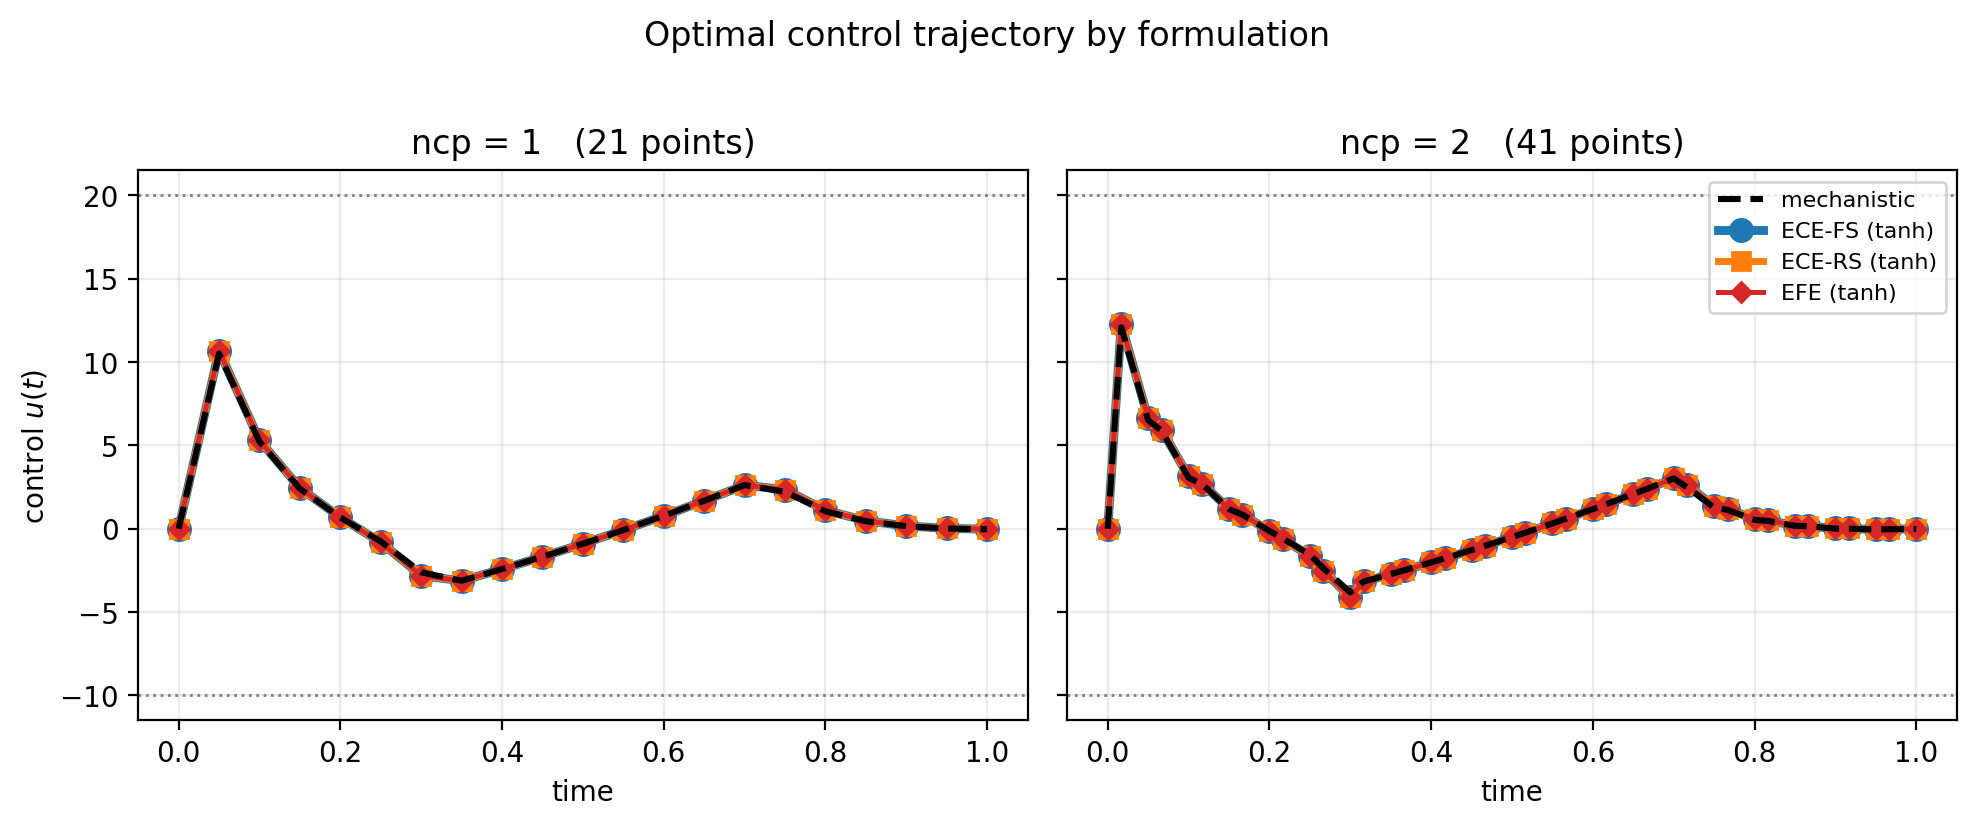 Optimal control trajectory by formulation
ncp = 1   (21 points)
20
15
10
5
0
−5
−10
control u(t)
0.0 0.2 0.4 0.6 0.8 1.0
time
ncp = 2   (41 points)
mechanistic
ECE-FS (tanh)
ECE-RS (tanh)
EFE (tanh)
0.0 0.2 0.4 0.6 0.8 1.0
time